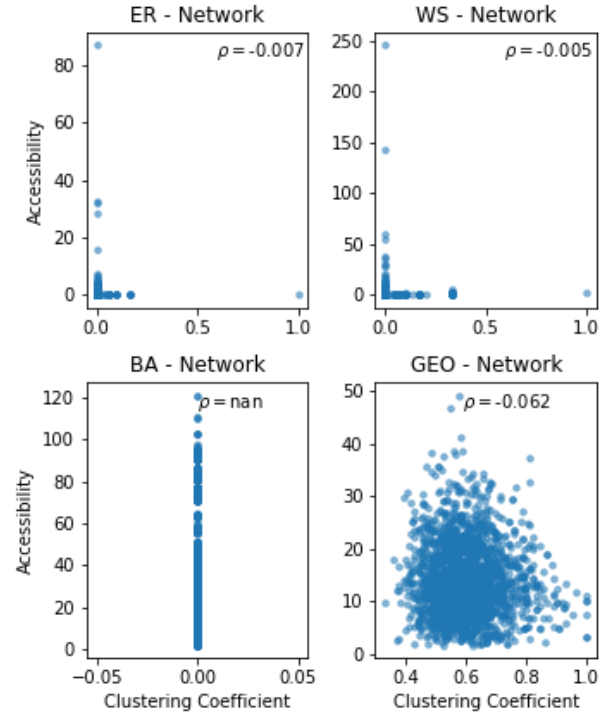 ER - Network
ρ = -0.007
80
60
40
20
0
0.0 0.5 1.0
Accessibility
WS - Network
ρ = -0.005
250
200
150
100
50
0
0.0 0.5 1.0
BA - Network
ρ = nan
120
100
80
60
40
20
0
−0.05 0.00 0.05
Accessibility
Clustering Coefficient
GEO - Network
ρ = -0.062
50
40
30
20
10
0
0.4 0.6 0.8 1.0
Clustering Coefficient